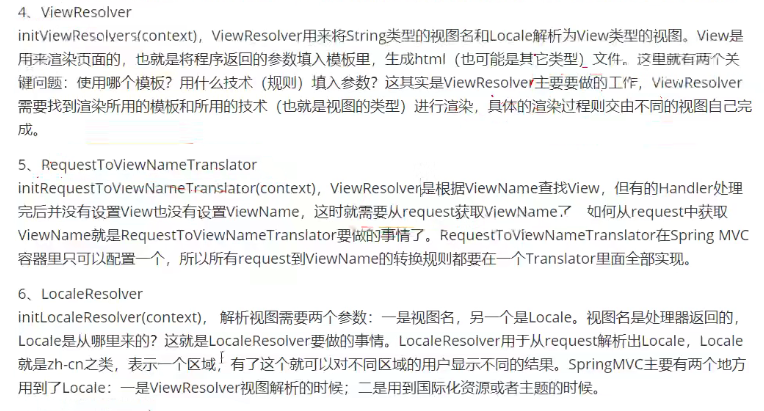 4、ViewResolver
initViewResolvers(context)，ViewResolver用来将String类型的视图名和Locale解析为View类型的视图。View是
用来渲染页面的，也就是将程序返回的参数填入模板里，生成html（也可能是其它类型）文件。这里就有两个关
键问题：使用哪个模板？用什么技术（规则）填入参数？这其实是ViewResolver主要要做的工作，ViewResolver
需要找到渲染所用的模板和所用的技术（也就是视图的类型）进行渲染，具体的渲染过程则交由不同的视图自己完
成。
5、RequestToViewNameTranslator
initRequestToViewNameTranslator(context)，ViewResolver是根据ViewName查找View，但有的Handler处理
完后并没有设置View也没有设置ViewName，这时就需要从request获取ViewName了 如何从request中获取
ViewName就是RequestToViewNameTranslator要做的事情了。RequestToViewNameTranslator在Spring MVC
容器里只可以配置一个，所以所有request到ViewName的转换规则都要在一个Translator里面全部实现。
6、LocaleResolver
initLocaleResolver(context)， 解析视图需要两个参数：一是视图名，另一个是Locale。视图名是处理器返回的，
Locale是从哪里来的？这就是LocaleResolver要做的事情。LocaleResolver用于从request解析出Locale，Locale
就是zh-cn之类，表示一个区域，有了这个就可以对不同区域的用户显示不同的结果。SpringMVC主要有两个地方
用到了Locale：一是ViewResolver视图解析的时候；二是用到国际化资源或者主题的时候。